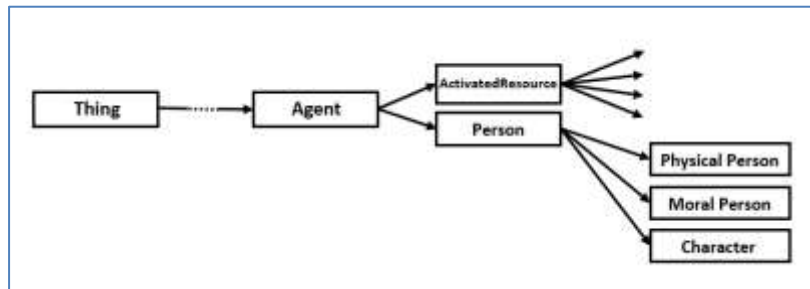 Thing
Agent
ActivatedResource
Person
Physical Person
Moral Person
Character